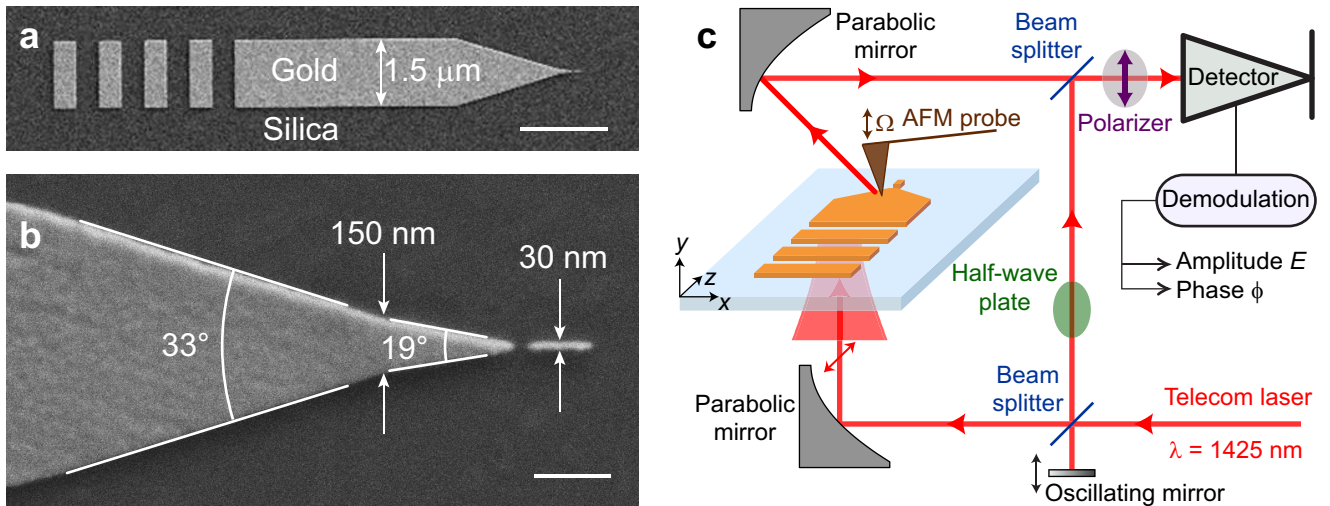 a
Gold
1.5 μm
Silica
b
150 nm
30 nm
33°
19°
c
Parabolic
mirror
Beam
splitter
Detector
Polarizer
Ω AFM probe
Demodulation
Amplitude E
Phase ϕ
Half-wave
plate
y
z
x
Parabolic
mirror
Beam
splitter
Telecom laser
λ = 1425 nm
Oscillating mirror